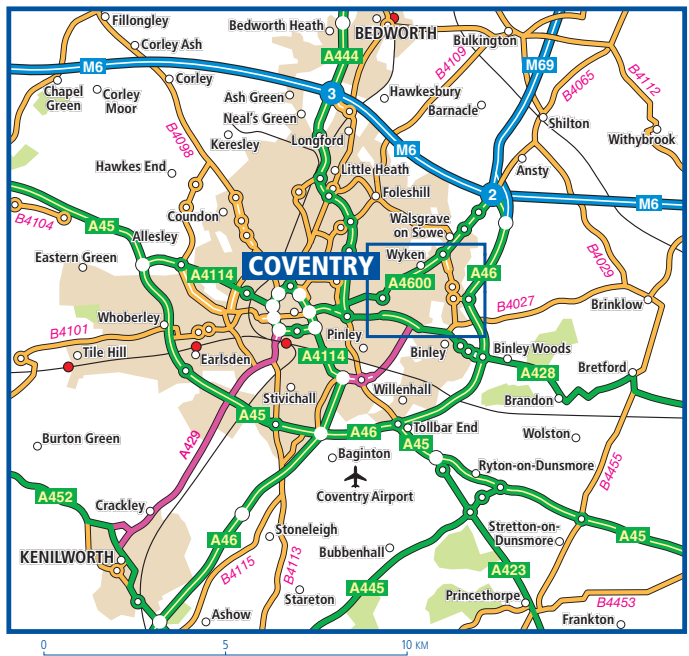 Fillongley
Bedworth Heath
BEDWORTH
Bulkington
Corley Ash
A444
B4109
M69
M6
Corley
B4065
B4112
Chapel
Green
Corley
Moor
Ash Green
3
Hawkesbury
Neal's Green
Barnacle
Shilton
Keresley
Longford
Withybrook
B4098
M6
Hawkes End
Little Heath
Ansty
Foleshill
2
M6
Coundon
Walsgrave
on Sowe
B4104
A45
Allesley
Wyken
Eastern Green
COVENTRY
A4114
A4600
A46
B4029
Whoberley
B4027
Brinklow
B4101
Pinley
Tile Hill
Earlsden
A4114
Binley
Binley Woods
Bretford
A428
Stivichall
Willenhall
Brandon
A45
A46
Tollbar End
Burton Green
A429
A45
Wolston
Baginton
Ryton-on-Dunsmore
B4455
A452
Coventry Airport
Crackley
Stretton-on-
Dunsmore
A46
Stoneleigh
A45
KENILWORTH
Bubbenhall
B4115
B4113
A423
A445
Princethorpe
Stareton
B4453
Ashow
Frankton
0
5
10 KM